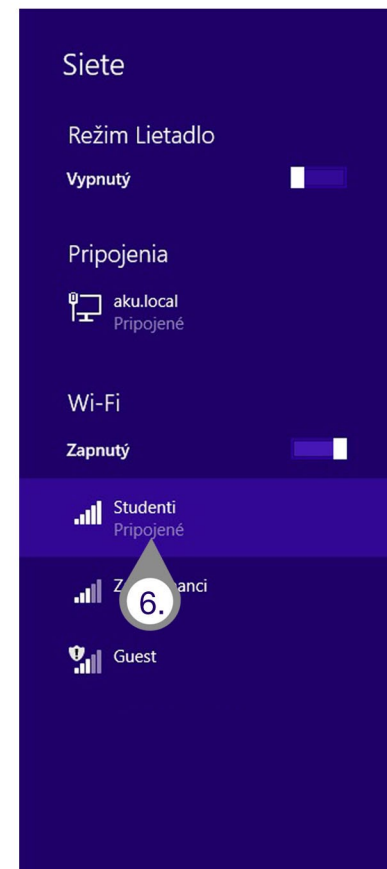 Siete
Režim Lietadlo
Vypnutý
Pripojenia
aku.local
Pripojené
Wi-Fi
Zapnutý
Studenti
Pripojené
6.
Guest